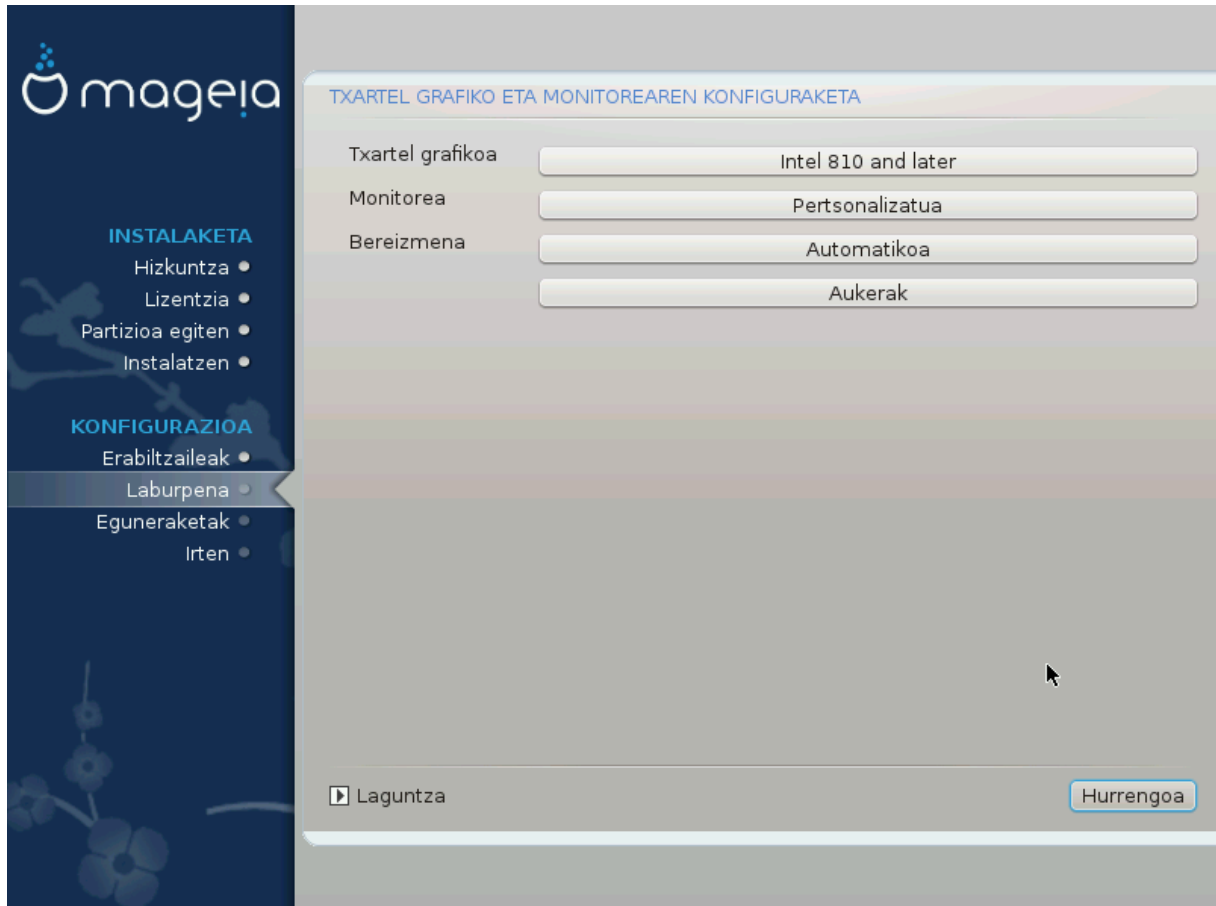 mageia
INSTALAKETA
Hizkuntza
Lizentzia
Partizioa egiten
Instalatzen
KONFIGURAZIOA
Erabiltzaileak
Laburpena
Eguneraketak
Irten
TXARTEL GRAFIKO ETA MONITOREAREN KONFIGURAKETA
Txartel grafikoa Intel 810 and later
Monitorea Pertsonalizatua
Bereizmena Automatikoa
Aukerak
Laguntza Hurrengoa